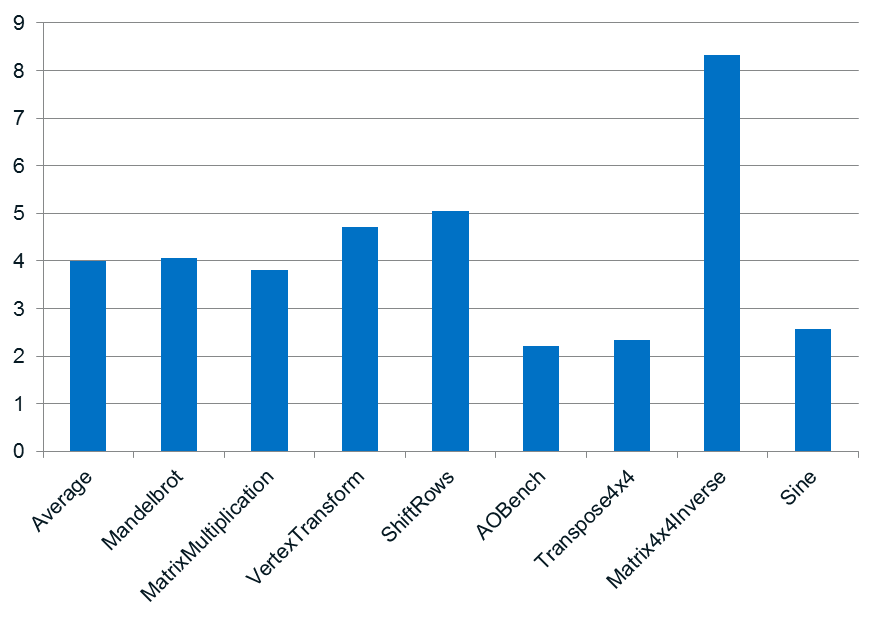 9
8
7
6
5
4
3
2
1
0
Average
Mandelbrot
MatrixMultiplication
VertexTransform
ShiftRows
AOBench
Transpose4x4
Matrix4x4Inverse
Sine